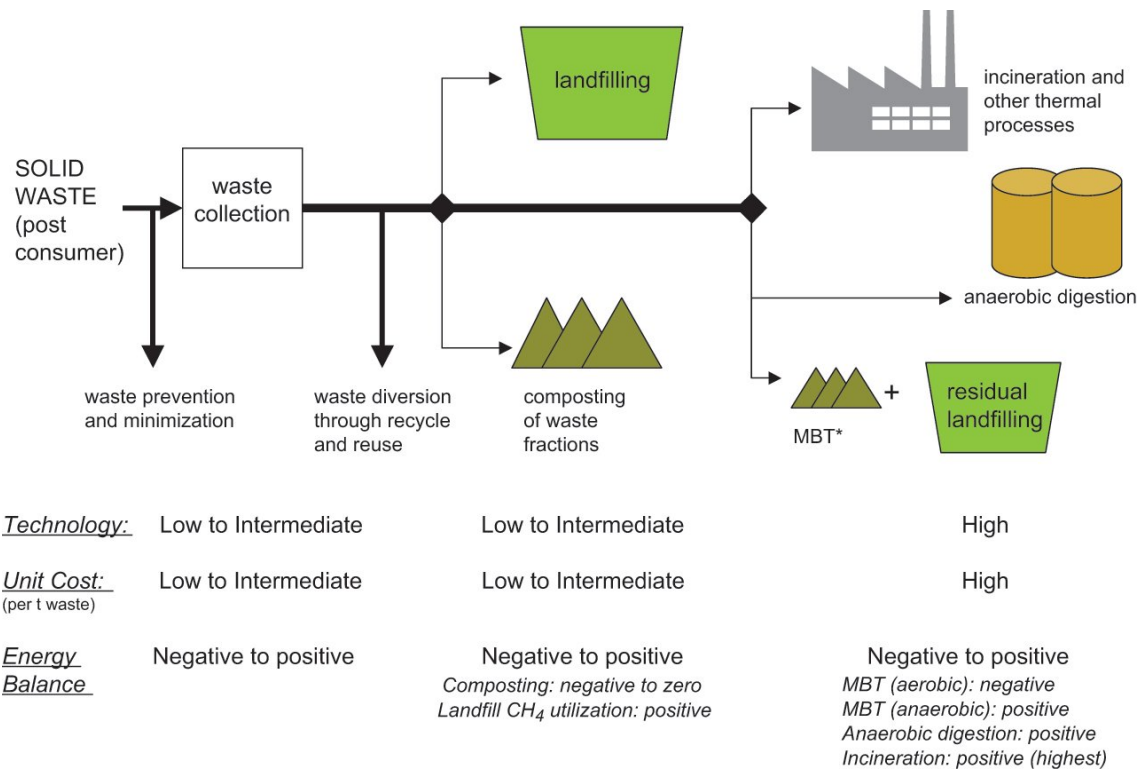 SOLID
WASTE
(post
consumer)
waste
collection
landfilling
incineration and
other thermal
processes
anaerobic digestion
waste prevention
and minimization
waste diversion
through recycle
and reuse
composting
of waste
fractions
MBT*
+
residual
landfilling
Technology: Low to Intermediate Low to Intermediate High
Unit Cost: Low to Intermediate Low to Intermediate High
(per t waste)
Energy Negative to positive Negative to positive Negative to positive
Balance
Composting: negative to zero
Landfill CH4 utilization: positive
MBT (aerobic): negative
MBT (anaerobic): positive
Anaerobic digestion: positive
Incineration: positive (highest)